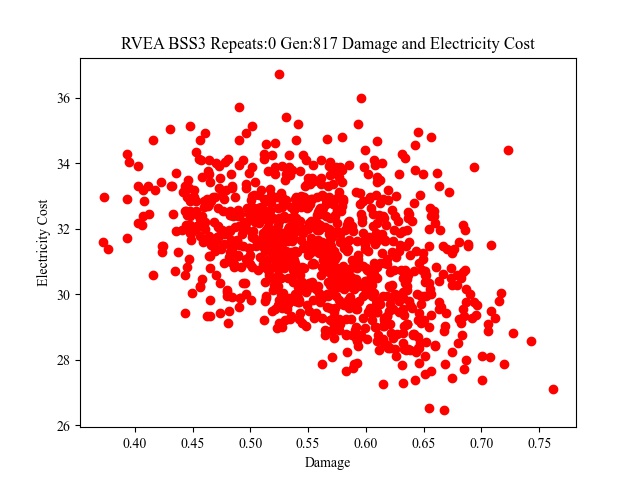 RVEA BSS3 Repeats:0 Gen:817 Damage and Electricity Cost
Electricity Cost
36
34
32
30
28
26
0.40 0.45 0.50 0.55 0.60 0.65 0.70 0.75
Damage